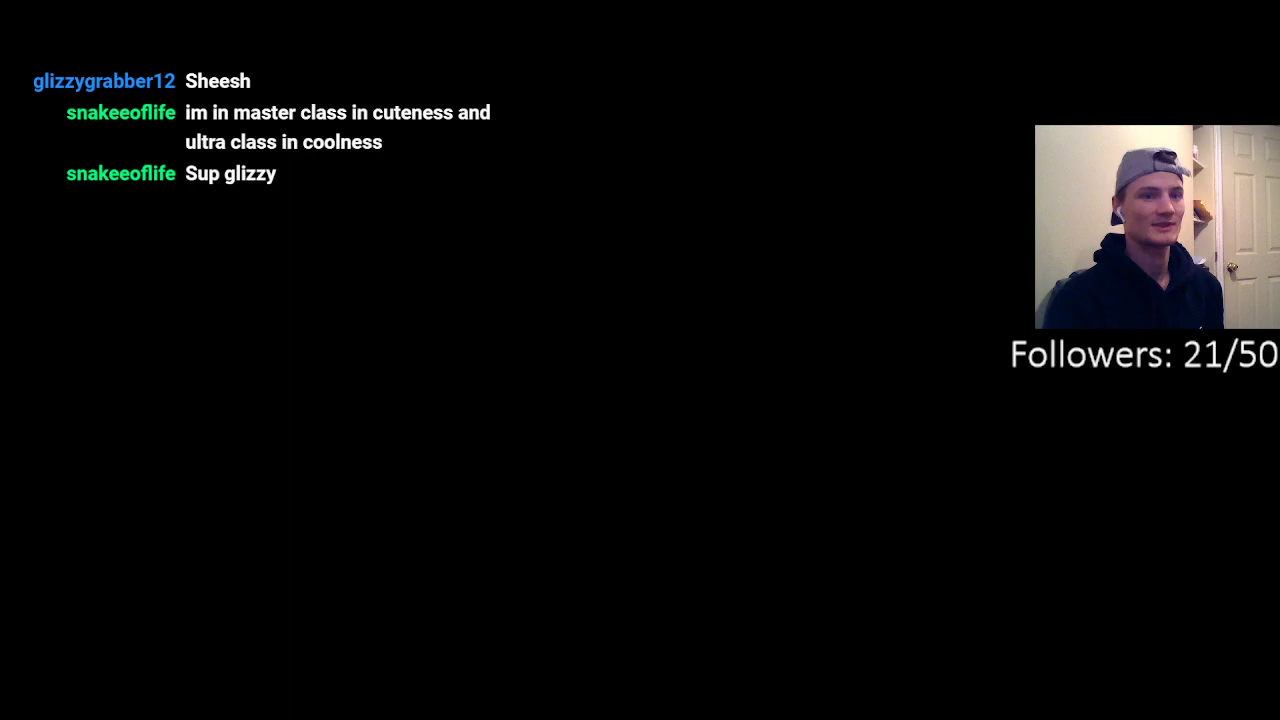 glizzygrabber12 Sheesh
snakeeoflife im in master class in cuteness and
ultra class in coolness
snakeeoflife Sup glizzy
Followers: 21/50